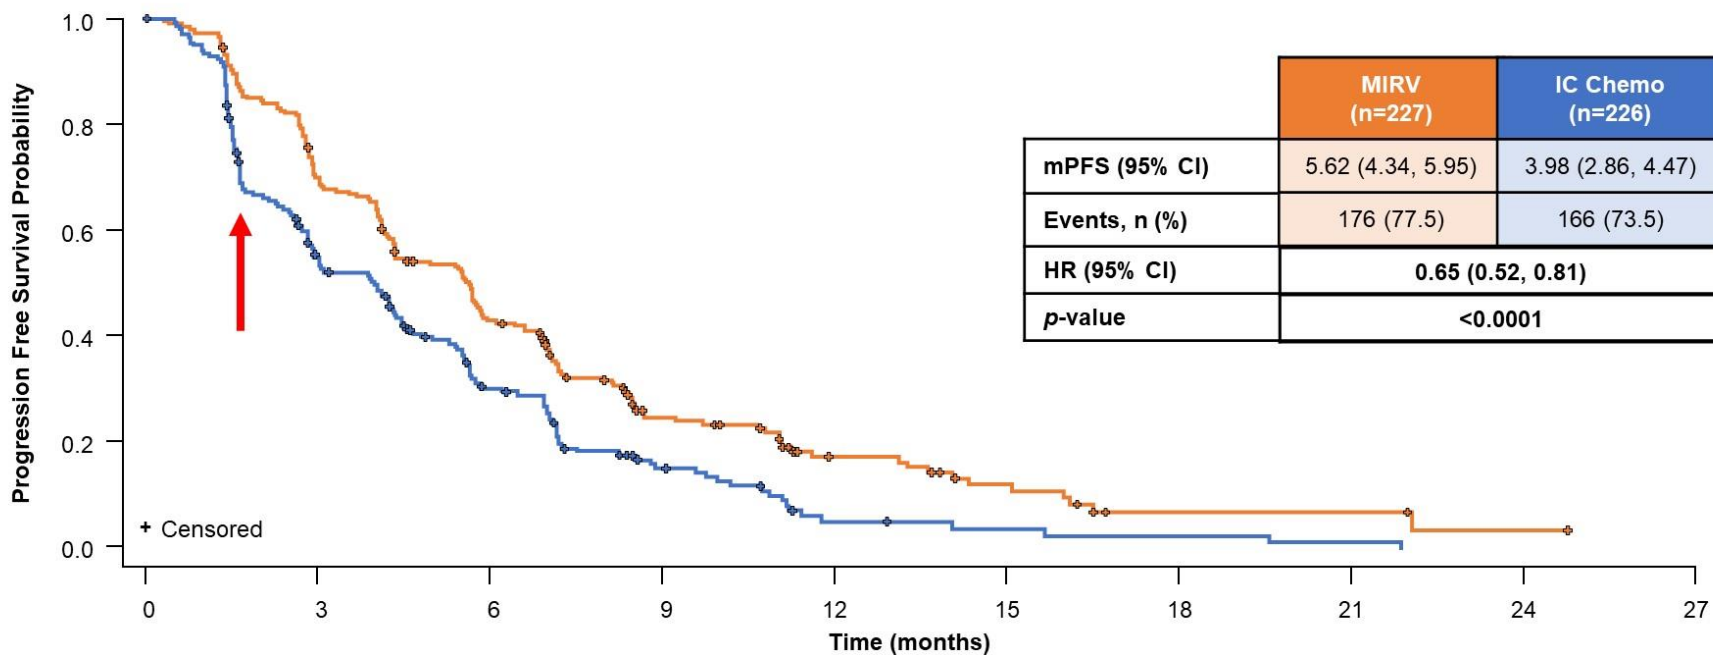 Progression Free Survival Probability
1.0
0.8
0.6
0.4
0.2
0.0
+ Censored
0 3 6 9 12 15 18 21 24 27
Time (months)
MIRV IC Chemo
(n=227) (n=226)
mPFS (95% CI) 5.62 (4.34, 5.95) 3.98 (2.86, 4.47)
Events, n (%) 176 (77.5) 166 (73.5)
HR (95% CI) 0.65 (0.52, 0.81)
p-value <0.0001